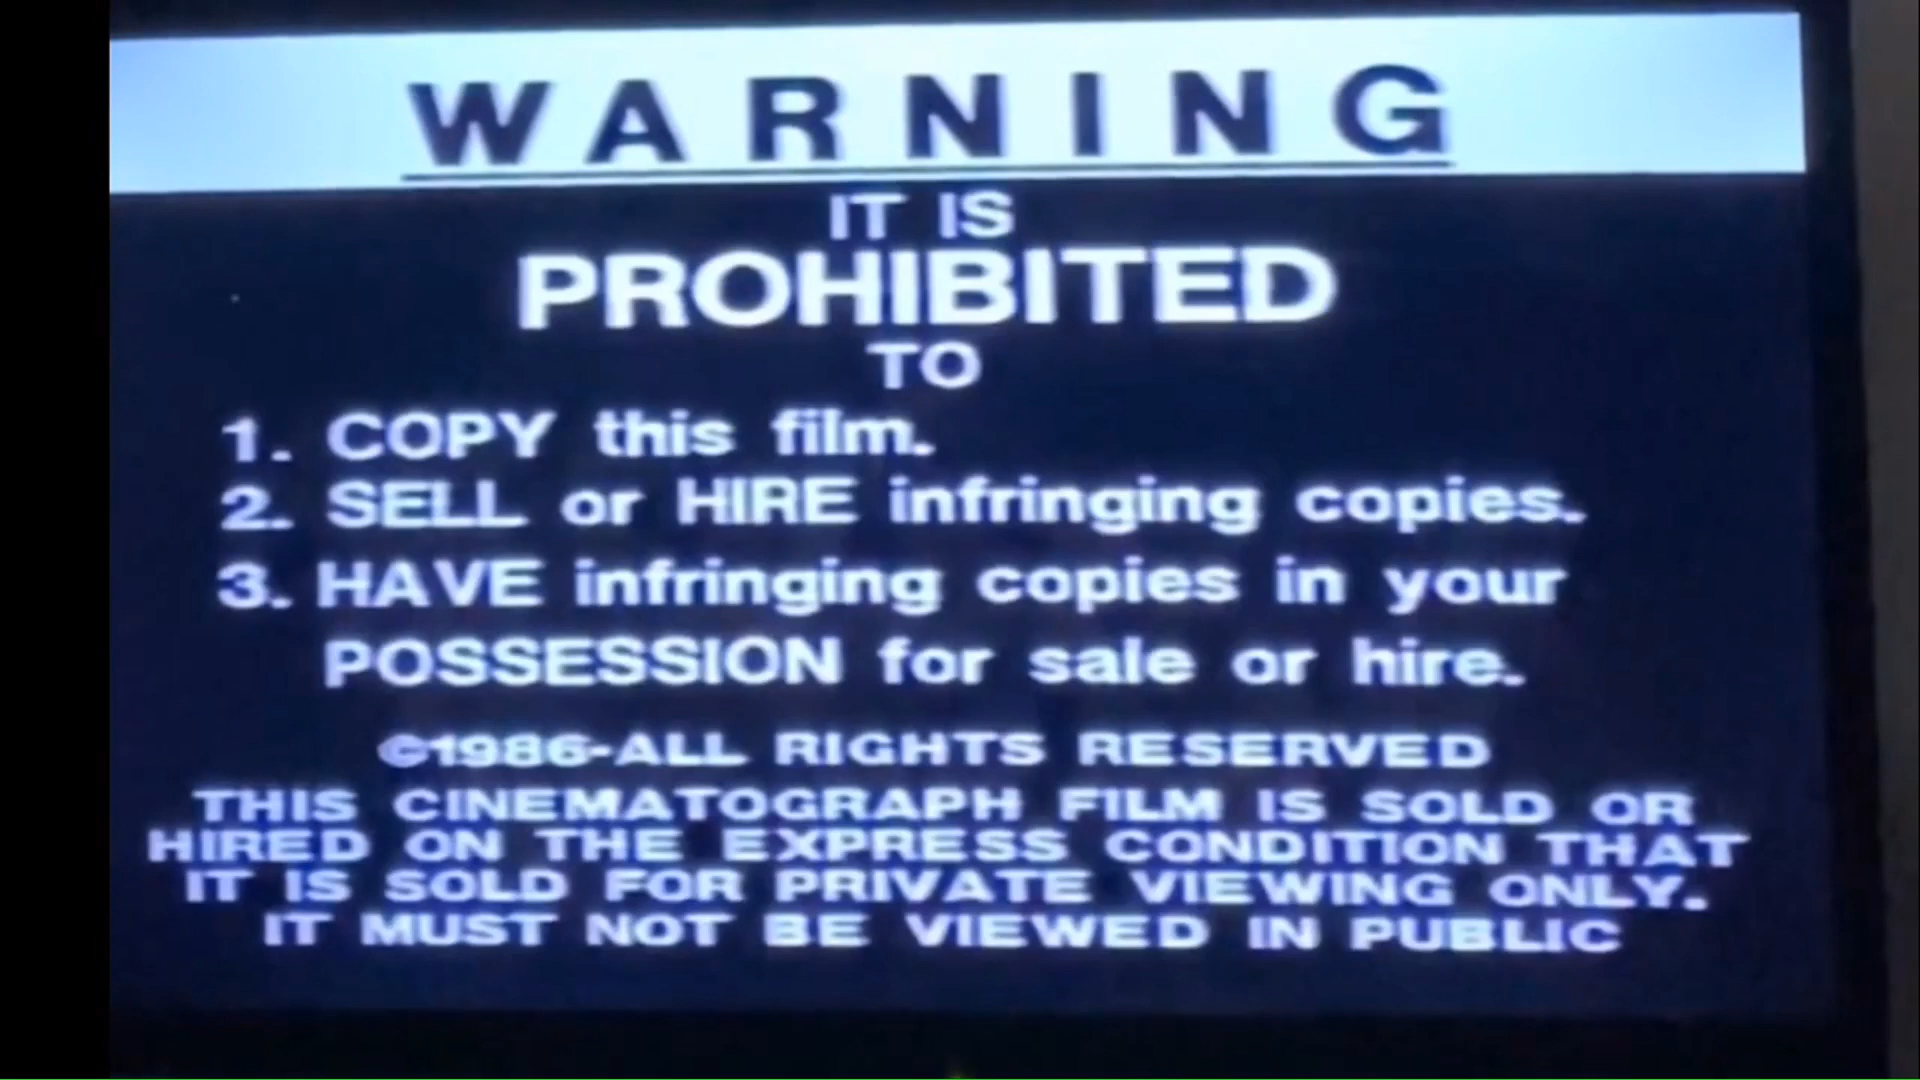 WARNING
IT IS
PROHIBITED
TO
1. COPY this film.
2. SELL or HIRE infringing copies.
3. HAVE infringing copies in your
POSSESSION for sale or hire.
©1986-ALL RIGHTS RESERVED
THIS CINEMATOGRAPH FILM IS SOLD OR
HIRED ON THE EXPRESS CONDITION THAT
IT IS SOLD FOR PRIVATE VIEWING ONLY.
IT MUST NOT BE VIEWED IN PUBLIC